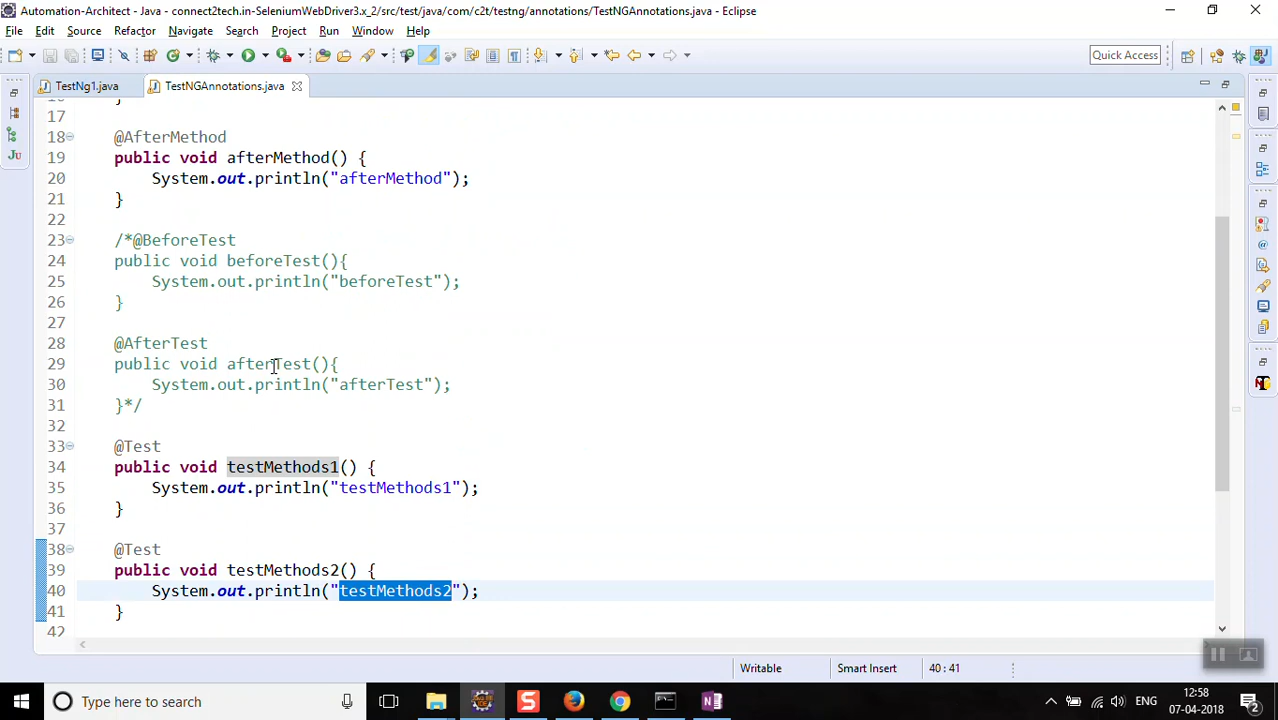 Automation-Architect - Java - connect2tech.in-SeleniumWebDriver3.x_2/src/test/java/com/c2t/testng/annotations/TestNGAnnotations.java - Eclipse
File Edit Source Refactor Navigate Search Project Run Window Help
Quick Access
TestNg1.java TestNGAnnotations.java
17
18 @AfterMethod
19 public void afterMethod() {
20 System.out.println("afterMethod");
21 }
22
23 /*@BeforeTest
24 public void beforeTest(){
25 System.out.println("beforeTest");
26 }
27
28 @AfterTest
29 public void afterTest(){
30 System.out.println("afterTest");
31 }*/
32
33 @Test
34 public void testMethods1() {
35 System.out.println("testMethods1");
36 }
37
38 @Test
39 public void testMethods2() {
40 System.out.println("testMethods2");
41 }
42
Writable Smart Insert 40 : 41
Type here to search
ENG
12:58
07-04-2018
2